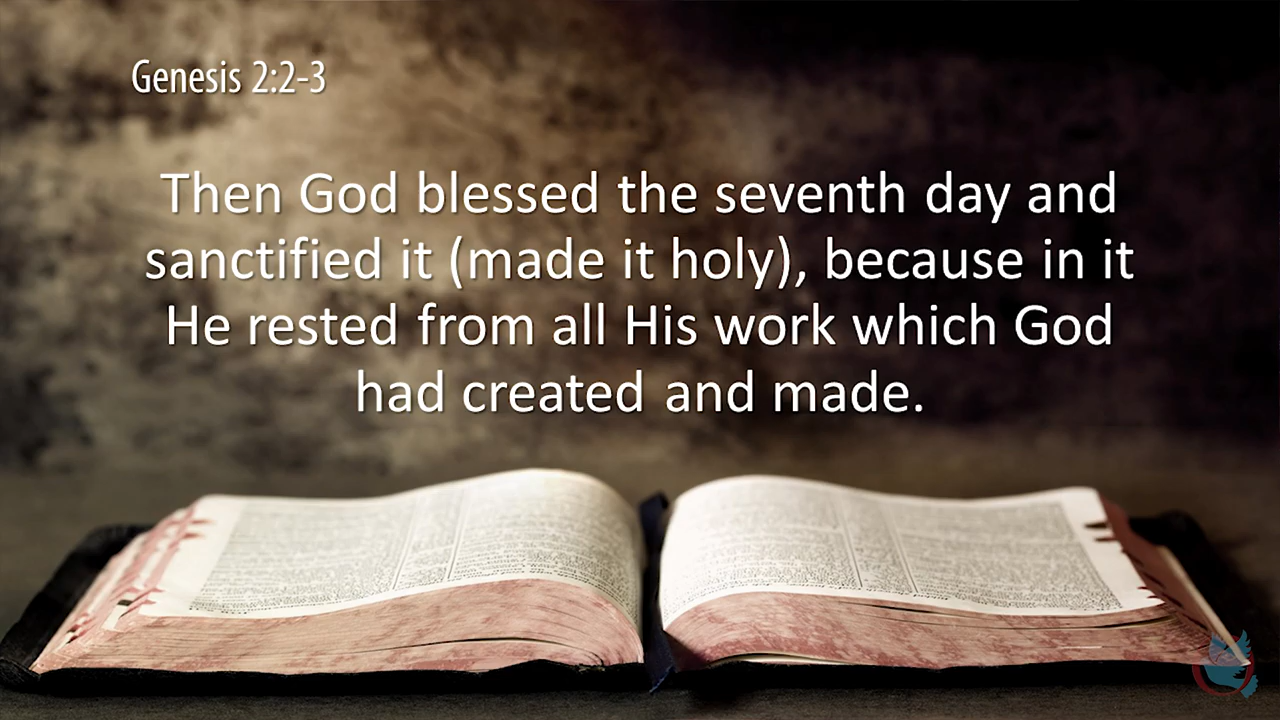 Genesis 2:2-3
Then God blessed the seventh day and
sanctified it (made it holy), because in it
He rested from all His work which God
had created and made.